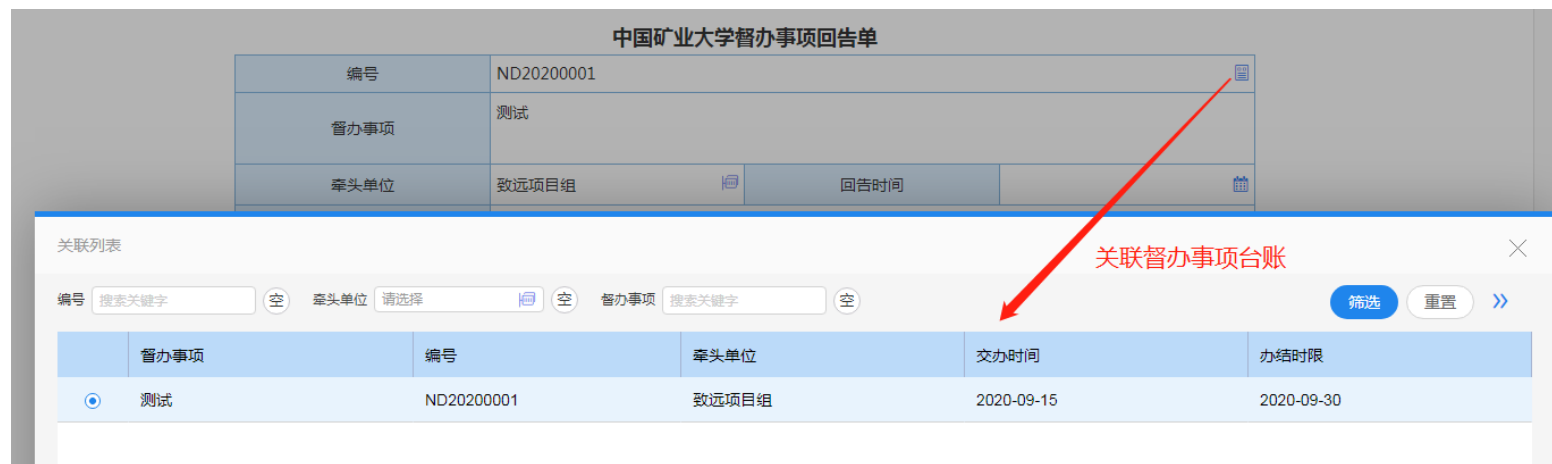 中国矿业大学督办事项回告单
编号 ND20200001
督办事项 测试
牵头单位 致远项目组 回告时间
关联列表
关联督办事项台账
编号 搜索关键字 空 牵头单位 请选择 空 督办事项 搜索关键字 空 筛选 重置
督办事项 编号 牵头单位 交办时间 办结时限
测试 ND20200001 致远项目组 2020-09-15 2020-09-30